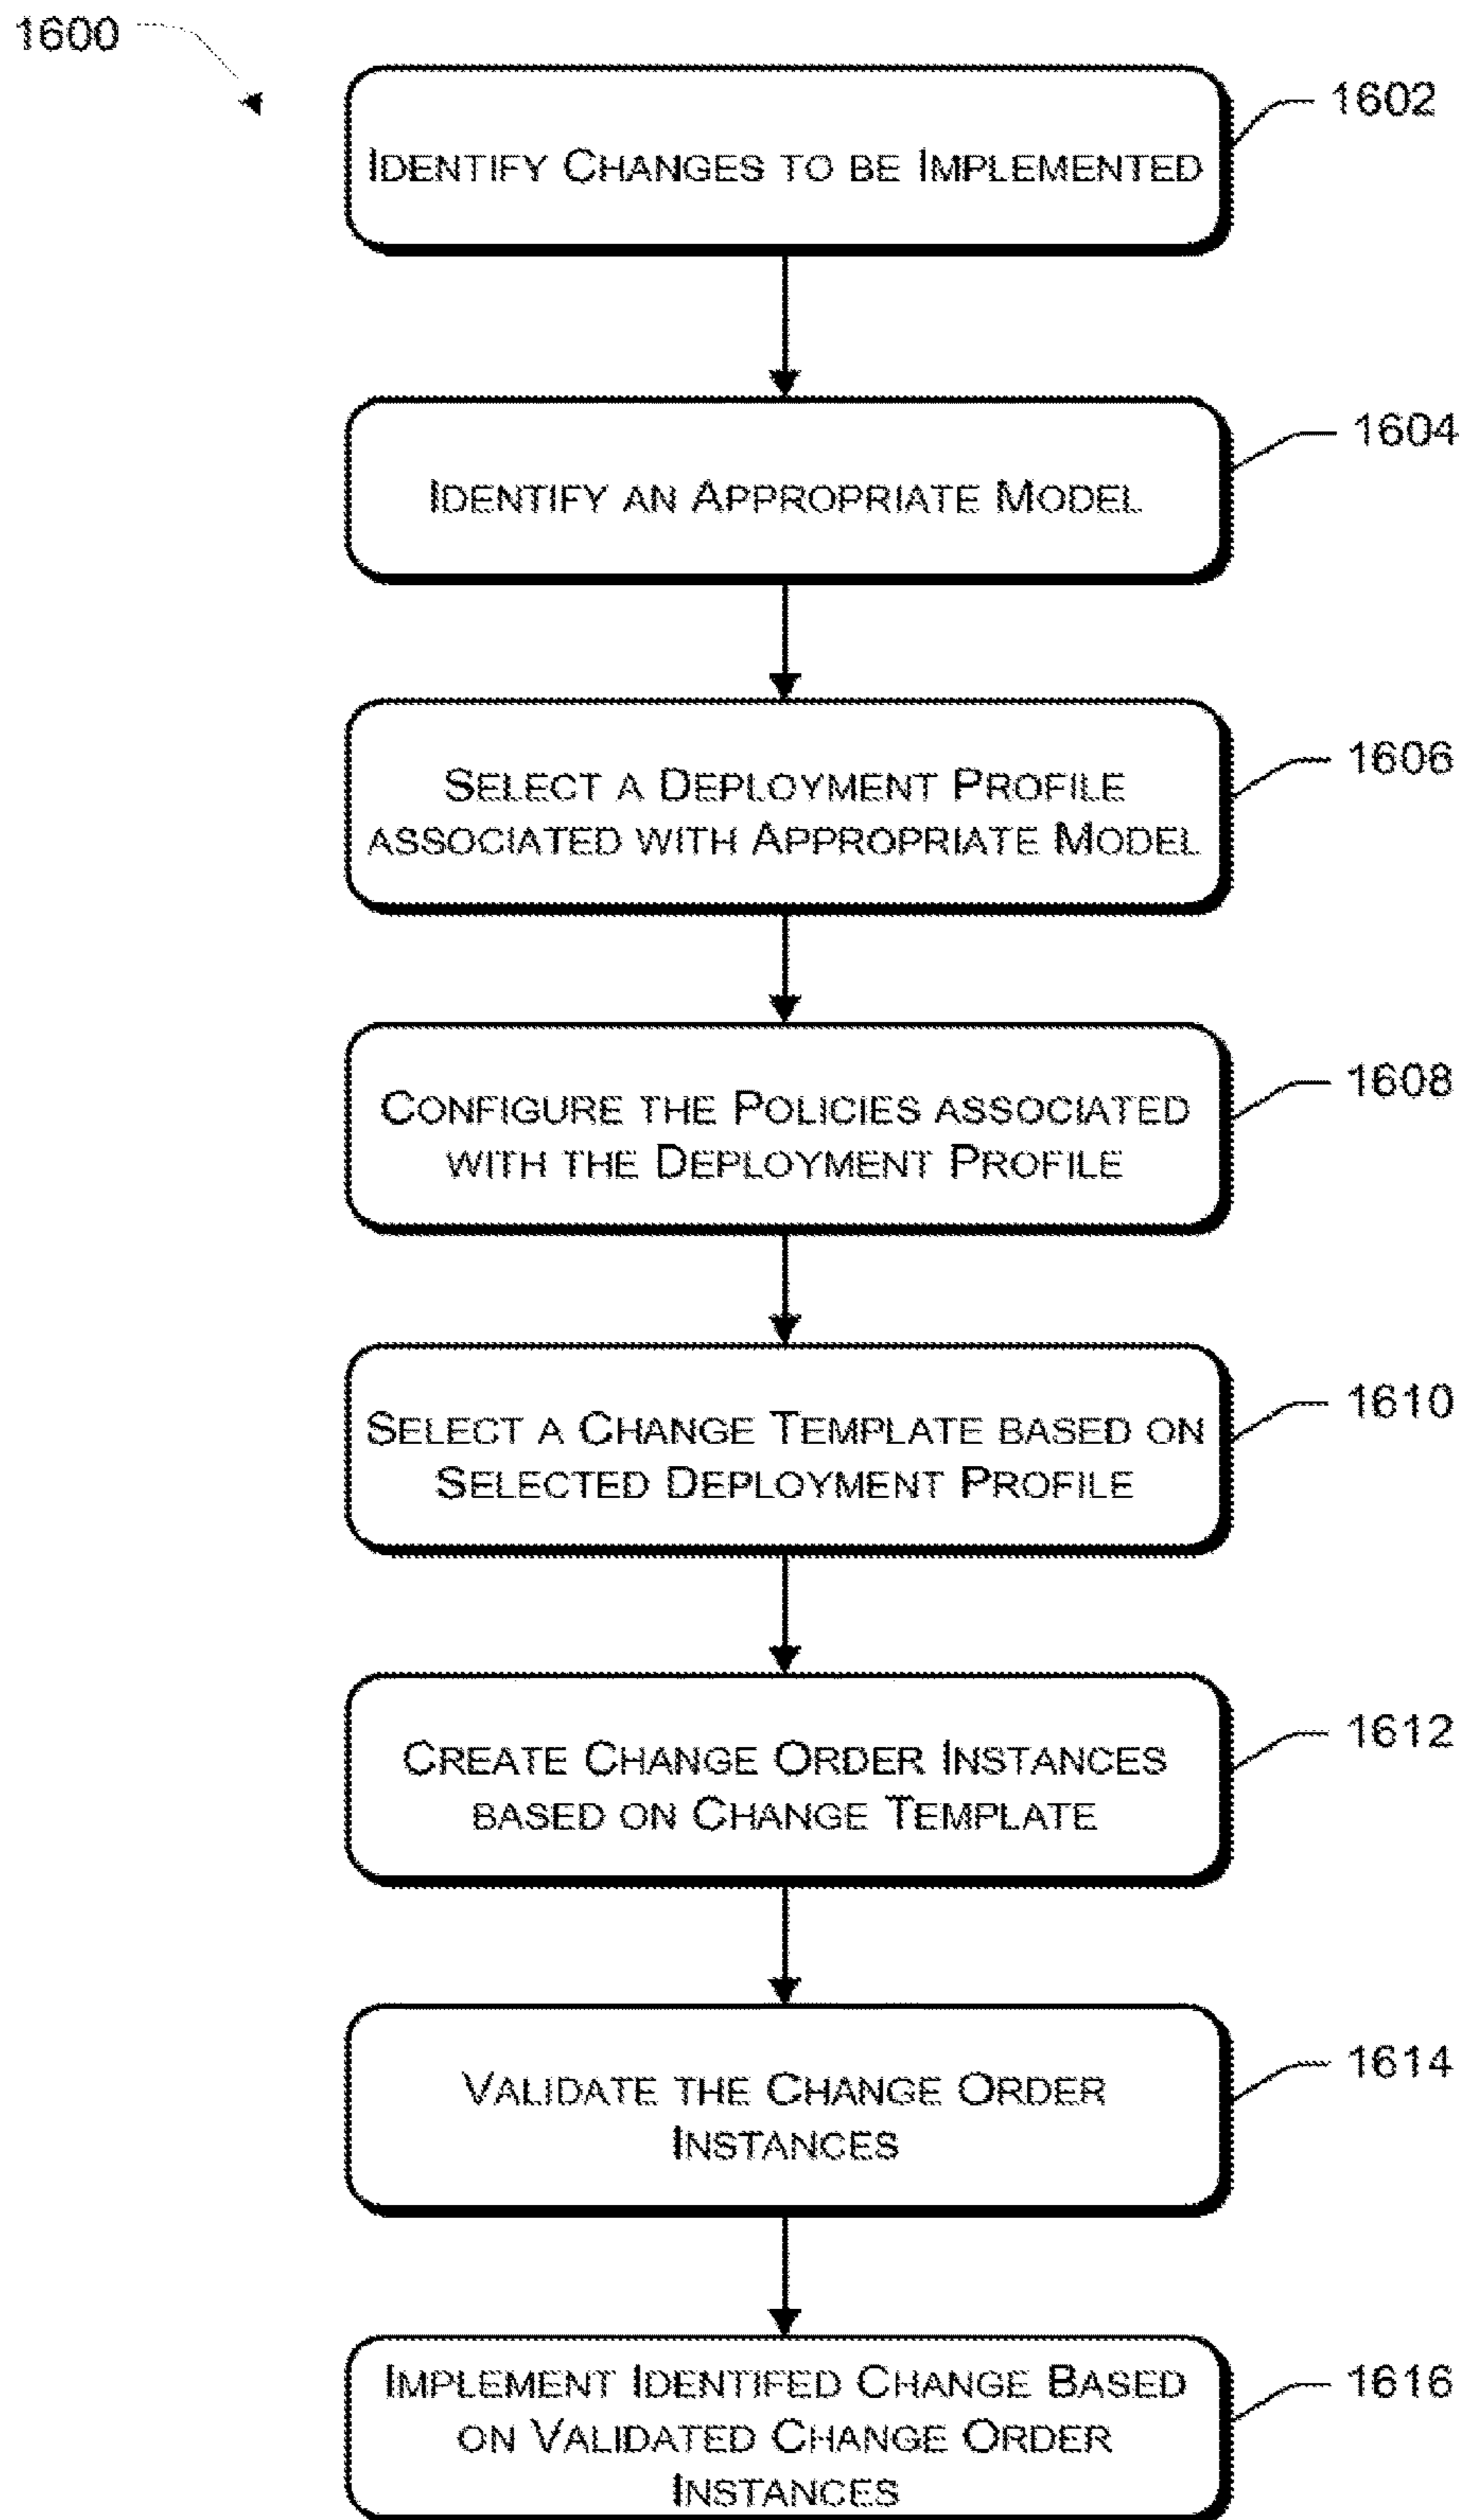 1600
1602
IDENTIFY CHANGES TO BE IMPLEMENTED
1604
IDENTIFY AN APPROPRIATE MODEL
1606
SELECT A DEPLOYMENT PROFILE
ASSOCIATED WITH APPROPRIATE MODEL
1608
CONFIGURE THE POLICIES ASSOCIATED
WITH THE DEPLOYMENT PROFILE
1610
SELECT A CHANGE TEMPLATE BASED ON
SELECTED DEPLOYMENT PROFILE
1612
CREATE CHANGE ORDER INSTANCES
BASED ON CHANGE TEMPLATE
1614
VALIDATE THE CHANGE ORDER
INSTANCES
1616
IMPLEMENT IDENTIFED CHANGE BASED
ON VALIDATED CHANGE ORDER
INSTANCES